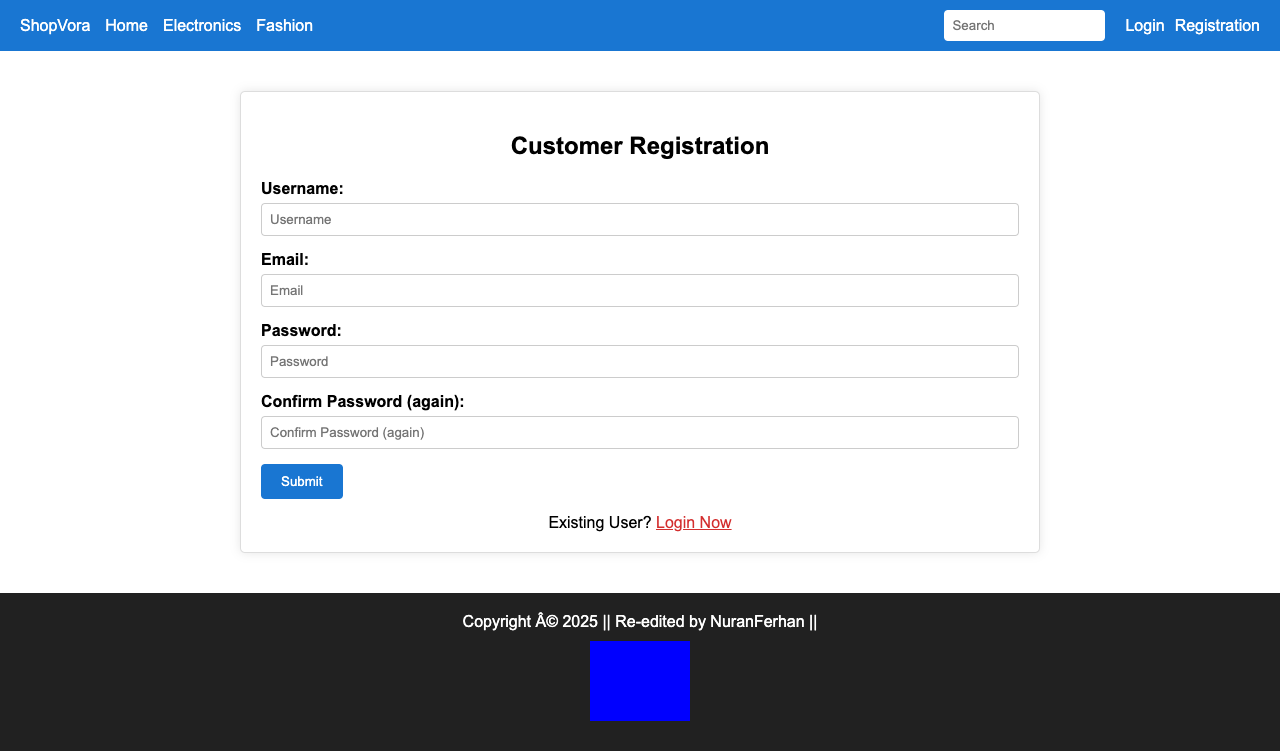 ShopVora Home Electronics Fashion Search Login Registration
Customer Registration
Username:
Username
Email:
Email
Password:
Password
Confirm Password (again):
Confirm Password (again)
Submit
Existing User? Login Now
Copyright Â© 2025 || Re-edited by NuranFerhan ||